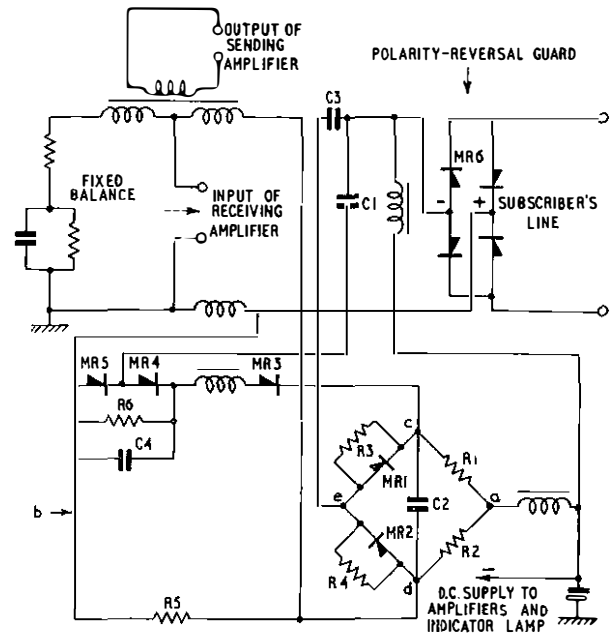 OUTPUT OF
SENDING
AMPLIFIER
POLARITY-REVERSAL GUARD
C3
MR6
FIXED
BALANCE
INPUT OF
RECEIVING
AMPLIFIER
C1
-
+
SUBSCRIBER'S
LINE
MR5
MR4
MR3
R6
C4
c
R3
MR1
R1
b
e
C2
a
MR2
R2
R4
d
-
R5
D.C. SUPPLY TO
AMPLIFIERS AND
INDICATOR LAMP